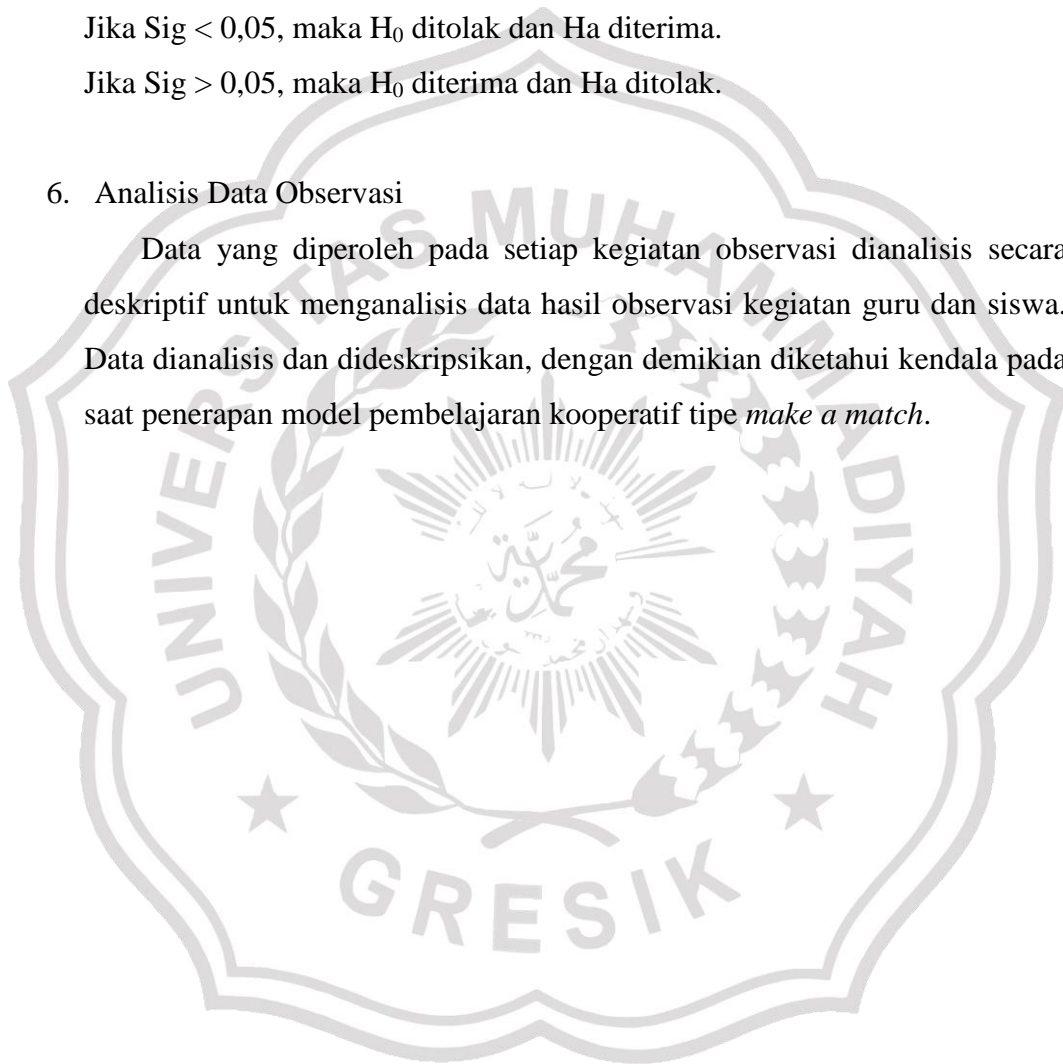 Jika Sig < 0,05, maka H₀ ditolak dan Ha diterima.
Jika Sig > 0,05, maka H₀ diterima dan Ha ditolak.
6. Analisis Data Observasi
Data yang diperoleh pada setiap kegiatan observasi dianalisis secara
deskriptif untuk menganalisis data hasil observasi kegiatan guru dan siswa.
Data dianalisis dan dideskripsikan, dengan demikian diketahui kendala pada
saat penerapan model pembelajaran kooperatif tipe make a match.
UNIVERSITAS MUHAMMADIYAH
GRESIK